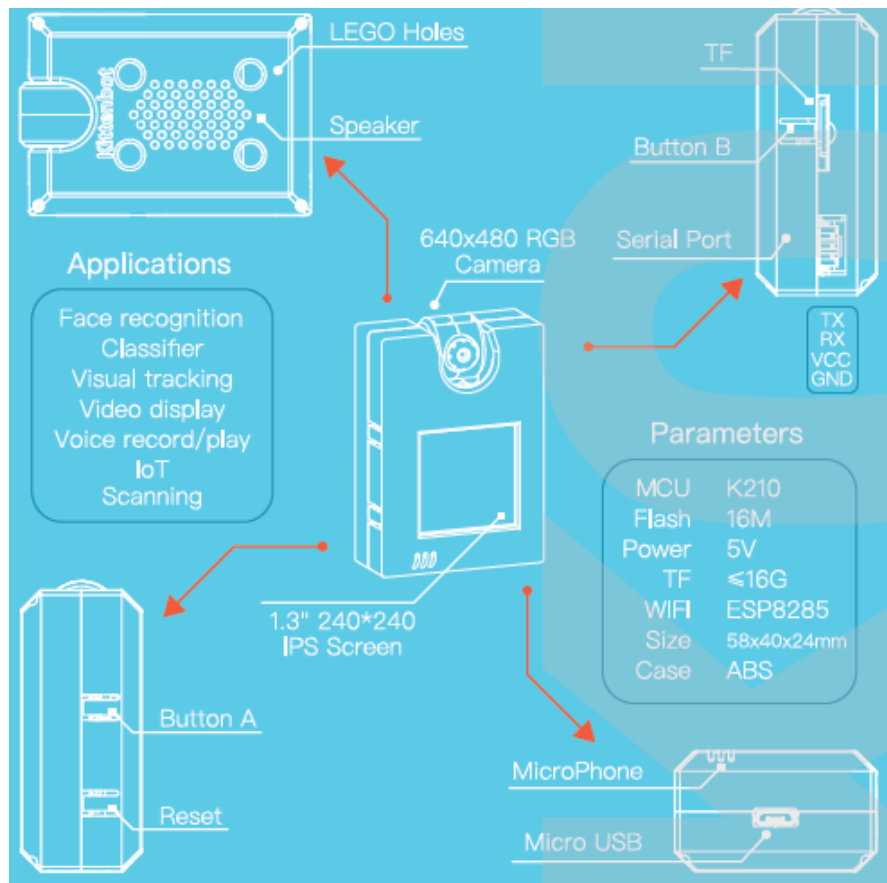 LEGO Holes
Kittenbot
Speaker
TF
Button B
Serial Port
TX
RX
VCC
GND
640x480 RGB
Camera
Applications
Face recognition
Classifier
Visual tracking
Video display
Voice record/play
IoT
Scanning
1.3" 240*240
IPS Screen
Parameters
MCU K210
Flash 16M
Power 5V
TF ≤16G
WIFI ESP8285
Size 58x40x24mm
Case ABS
Button A
Reset
MicroPhone
Micro USB